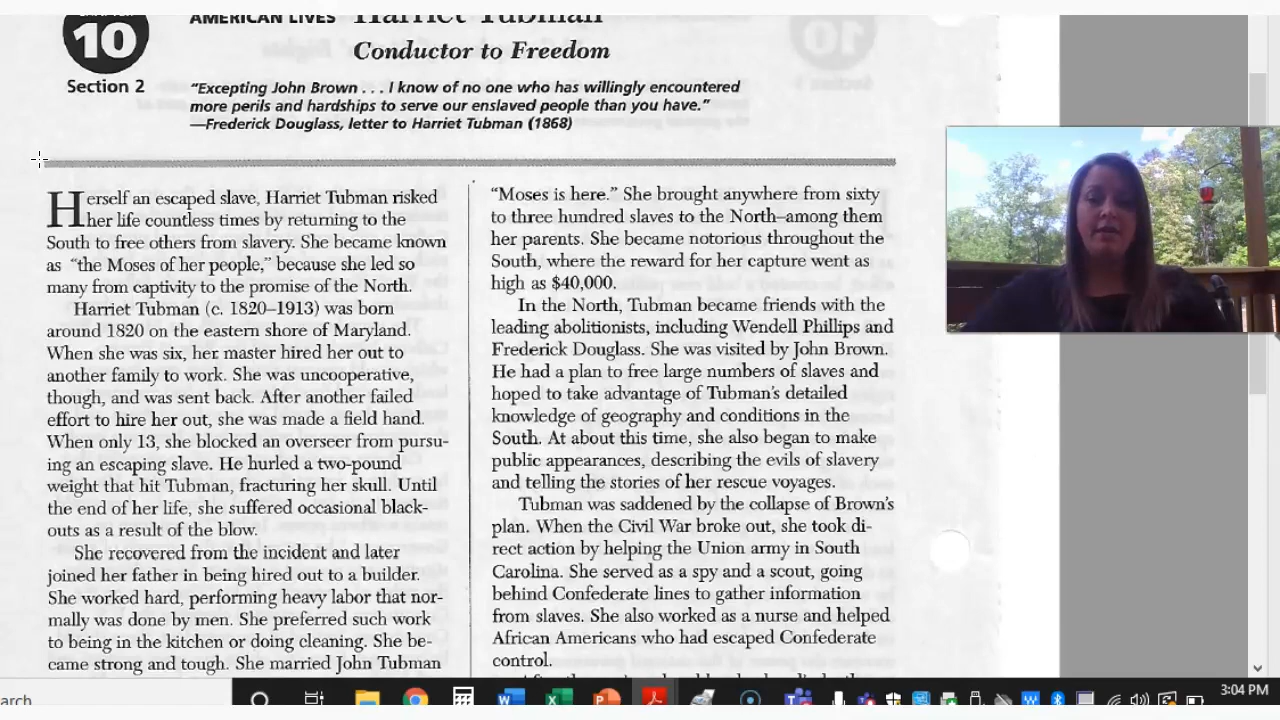 10
Section 2
AMERICAN LIVES Harriet Tubman
Conductor to Freedom
"Excepting John Brown . . . I know of no one who has willingly encountered
more perils and hardships to serve our enslaved people than you have."
—Frederick Douglass, letter to Harriet Tubman (1868)
Herself an escaped slave, Harriet Tubman risked
her life countless times by returning to the
South to free others from slavery. She became known
as "the Moses of her people," because she led so
many from captivity to the promise of the North.
Harriet Tubman (c. 1820–1913) was born
around 1820 on the eastern shore of Maryland.
When she was six, her master hired her out to
another family to work. She was uncooperative,
though, and was sent back. After another failed
effort to hire her out, she was made a field hand.
When only 13, she blocked an overseer from pursu-
ing an escaping slave. He hurled a two-pound
weight that hit Tubman, fracturing her skull. Until
the end of her life, she suffered occasional black-
outs as a result of the blow.
She recovered from the incident and later
joined her father in being hired out to a builder.
She worked hard, performing heavy labor that nor-
mally was done by men. She preferred such work
to being in the kitchen or doing cleaning. She be-
came strong and tough. She married John Tubman
"Moses is here." She brought anywhere from sixty
to three hundred slaves to the North—among them
her parents. She became notorious throughout the
South, where the reward for her capture went as
high as $40,000.
In the North, Tubman became friends with the
leading abolitionists, including Wendell Phillips and
Frederick Douglass. She was visited by John Brown.
He had a plan to free large numbers of slaves and
hoped to take advantage of Tubman's detailed
knowledge of geography and conditions in the
South. At about this time, she also began to make
public appearances, describing the evils of slavery
and telling the stories of her rescue voyages.
Tubman was saddened by the collapse of Brown's
plan. When the Civil War broke out, she took di-
rect action by helping the Union army in South
Carolina. She served as a spy and a scout, going
behind Confederate lines to gather information
from slaves. She also worked as a nurse and helped
African Americans who had escaped Confederate
control.
arch
3:04 PM